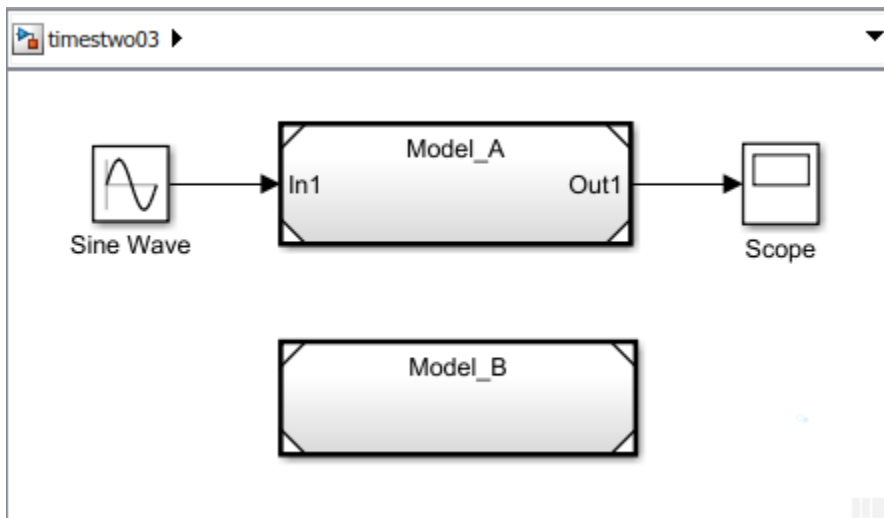 timestwo03
Model_A
In1
Out1
Sine Wave
Scope
Model_B